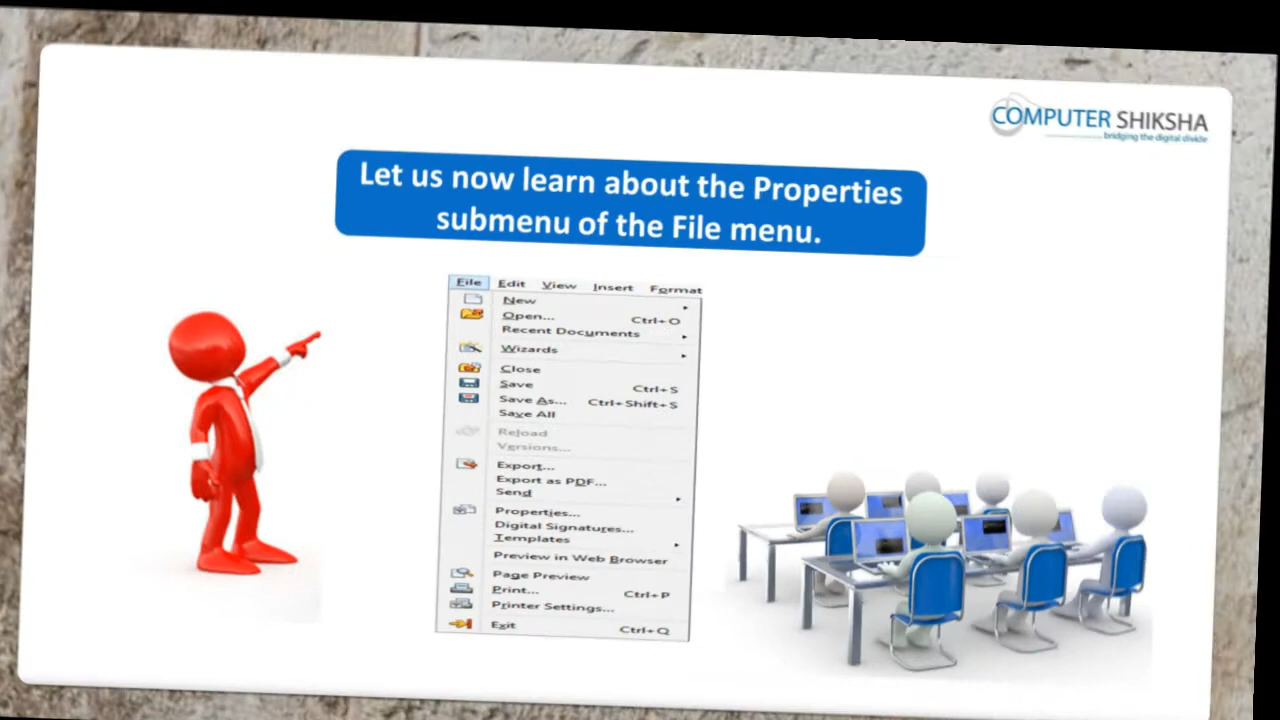 COMPUTER SHIKSHA
bridging the digital divide
Let us now learn about the Properties
submenu of the File menu.
File Edit View Insert Format
New
Open... Ctrl+O
Recent Documents
Wizards
Close
Save Ctrl+S
Save As... Ctrl+Shift+S
Save All
Reload
Versions...
Export...
Export as PDF...
Send
Properties...
Digital Signatures...
Templates
Preview in Web Browser
Page Preview
Print... Ctrl+P
Printer Settings...
Exit Ctrl+Q